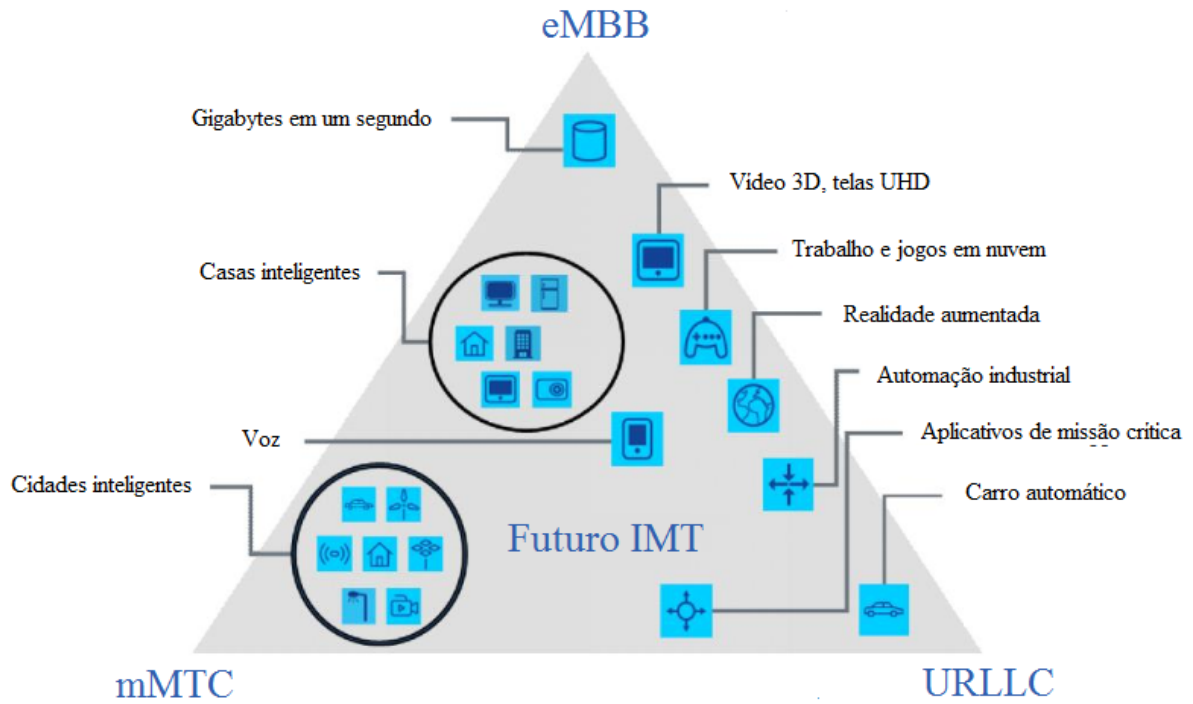 eMBB
Gigabytes em um segundo
Vídeo 3D, telas UHD
Trabalho e jogos em nuvem
Casas inteligentes
Realidade aumentada
Automação industrial
Aplicativos de missão crítica
Voz
Cidades inteligentes
Carro automático
Futuro IMT
mMTC
URLLC